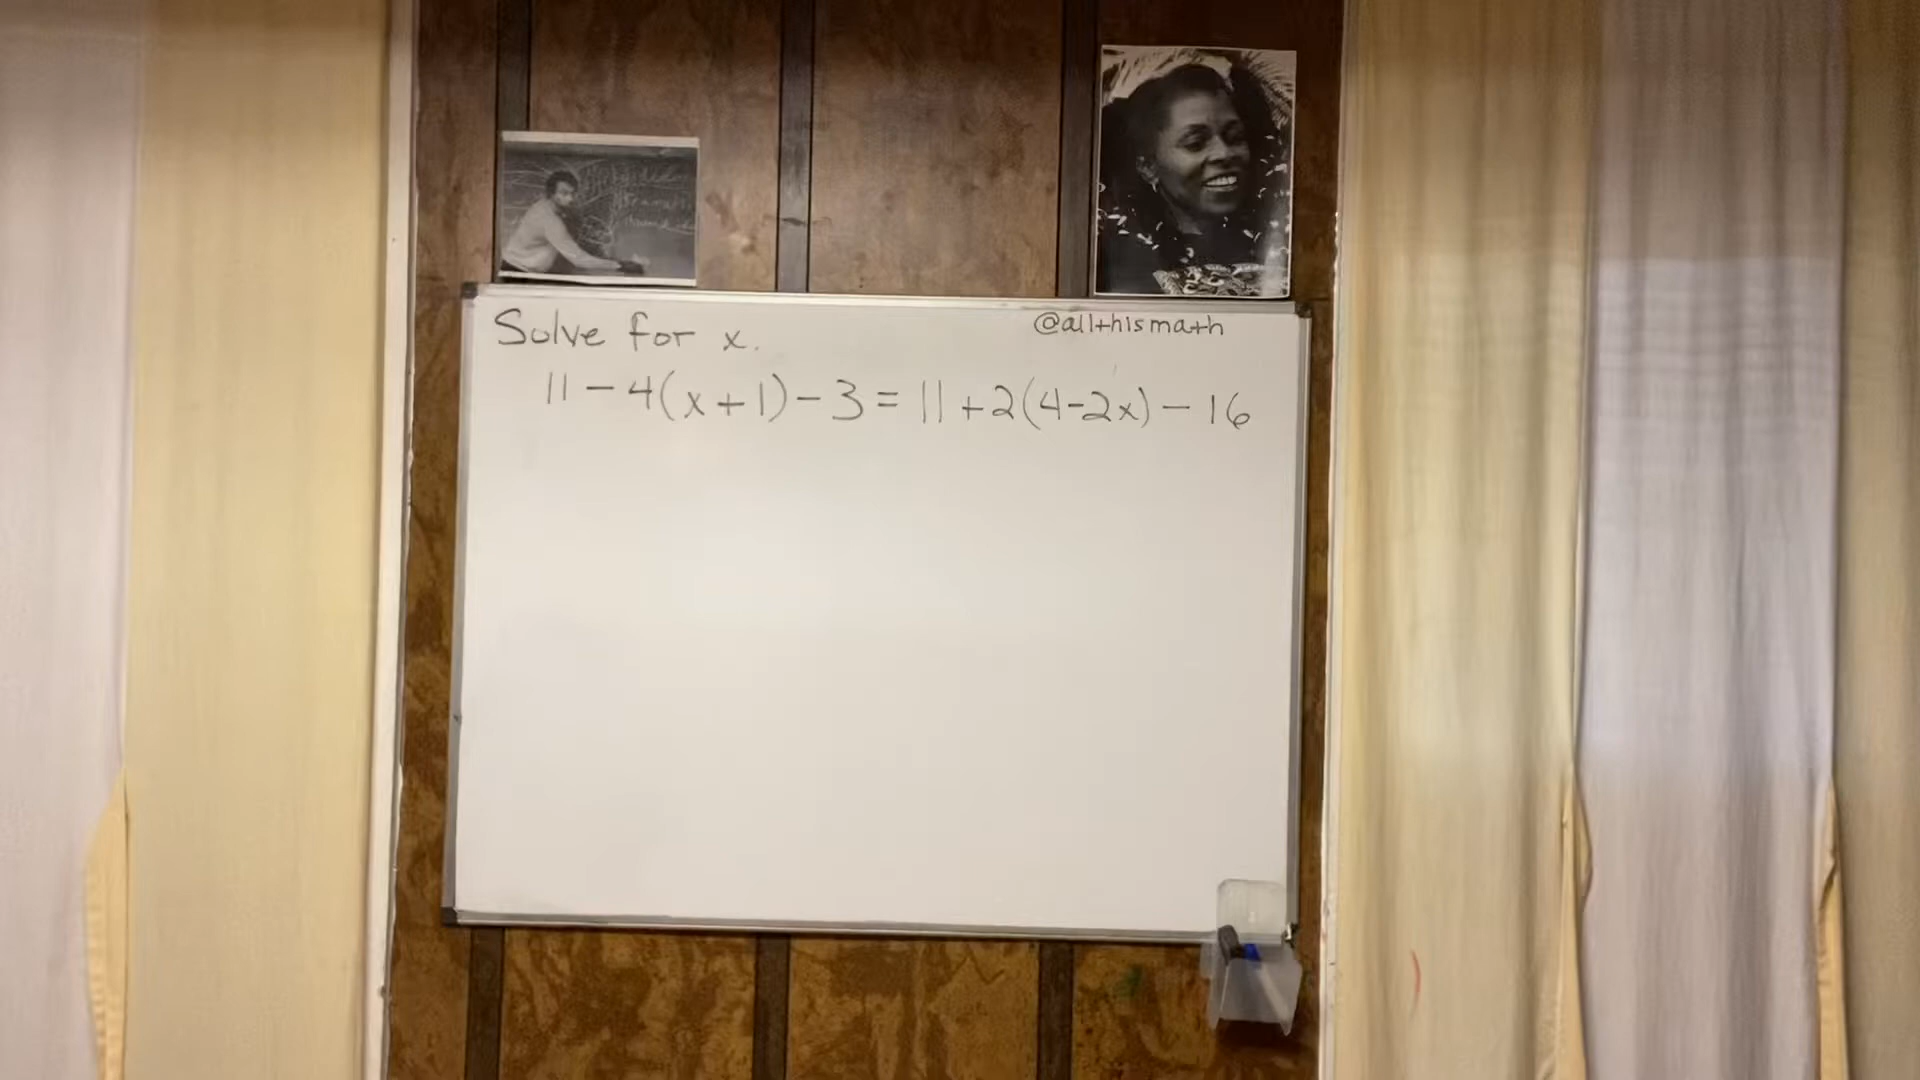 Solve for x.
@allthismath
11 - 4(x+1) - 3 = 11 + 2(4-2x) - 16